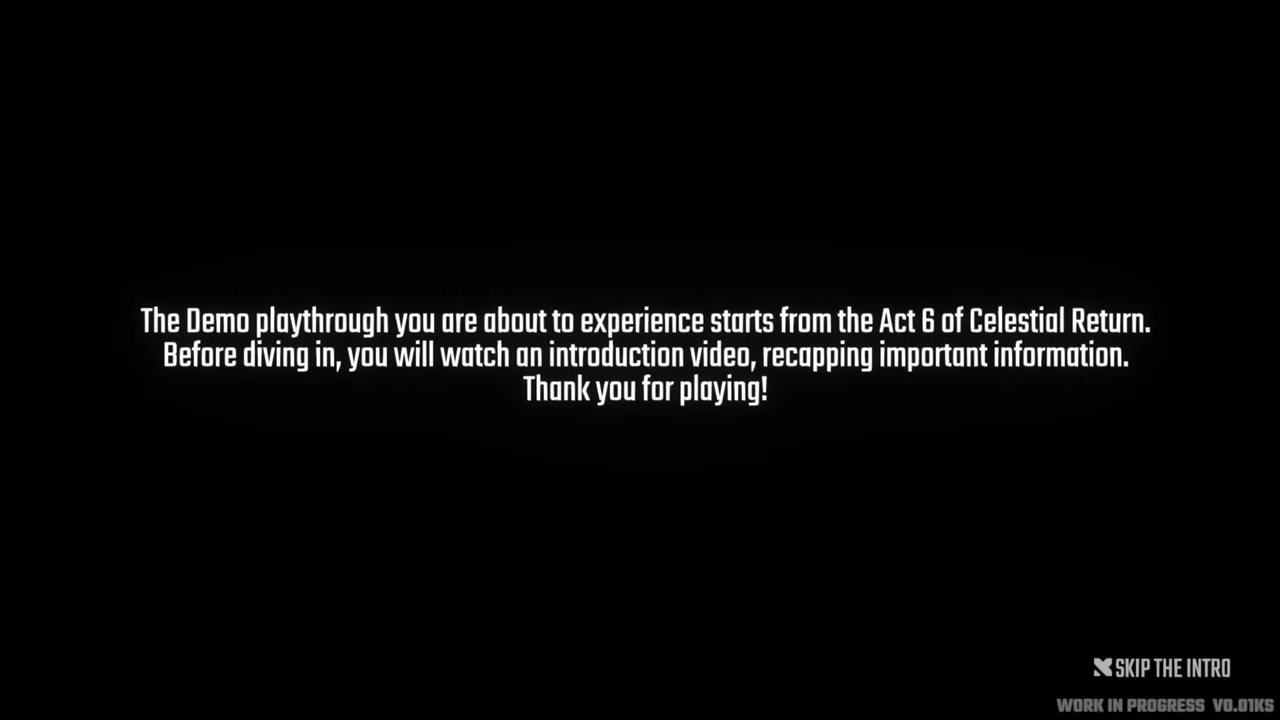 The Demo playthrough you are about to experience starts from the Act 6 of Celestial Return.
Before diving in, you will watch an introduction video, recapping important information.
Thank you for playing!
SKIP THE INTRO
WORK IN PROGRESS V0.01KS